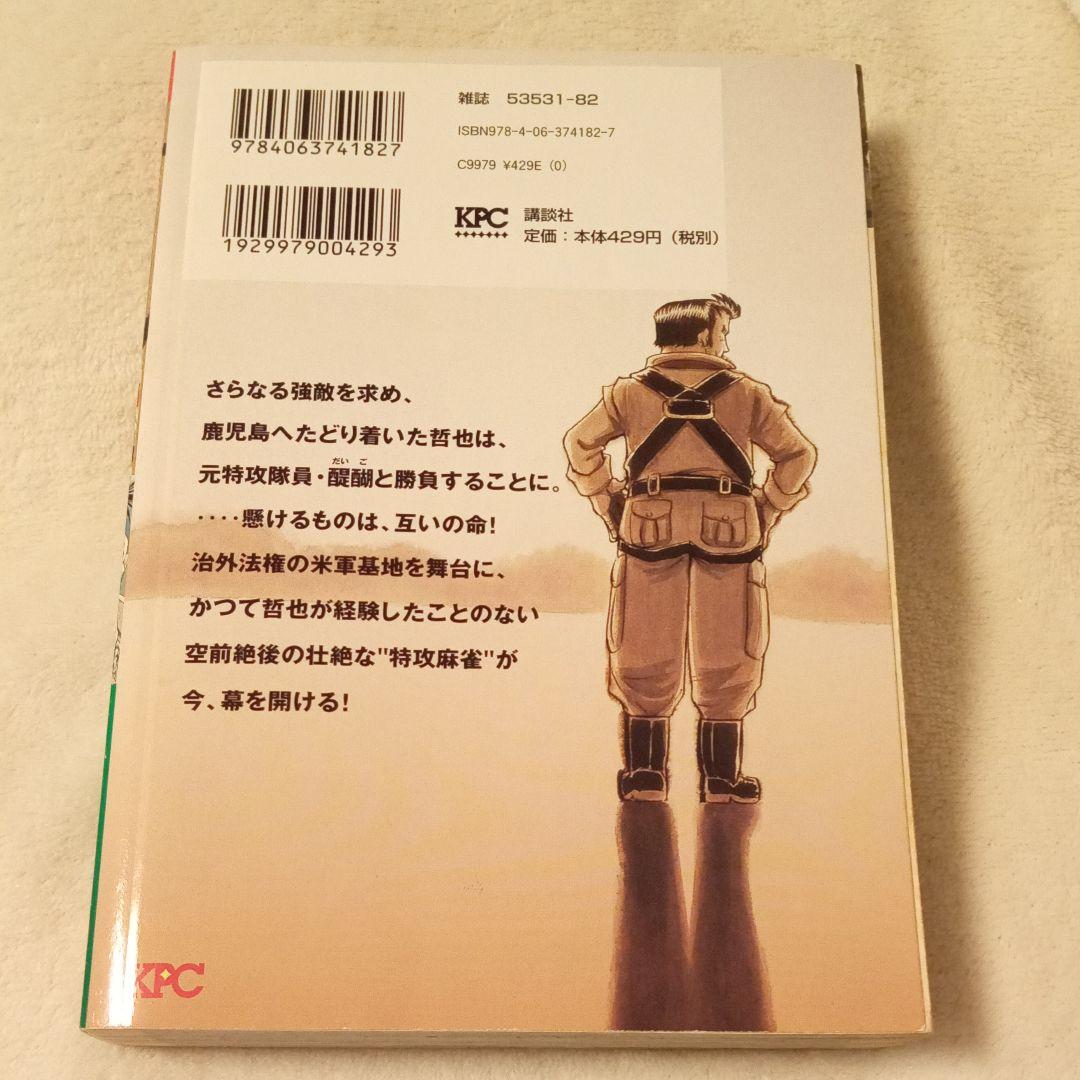 雑誌 53531-82
ISBN978-4-06-374182-7
C9979 ¥429E (0)
9784063741827
1929979004293
KPC
講談社
定価：本体429円（税別）
さらなる強敵を求め、
鹿児島へたどり着いた哲也は、
だい ご
元特攻隊員・醍醐と勝負することに。
‥‥懸けるものは、互いの命！
治外法権の米軍基地を舞台に、
かつて哲也が経験したことのない
空前絶後の壮絶な"特攻麻雀"が
今、幕を開ける！
KPC